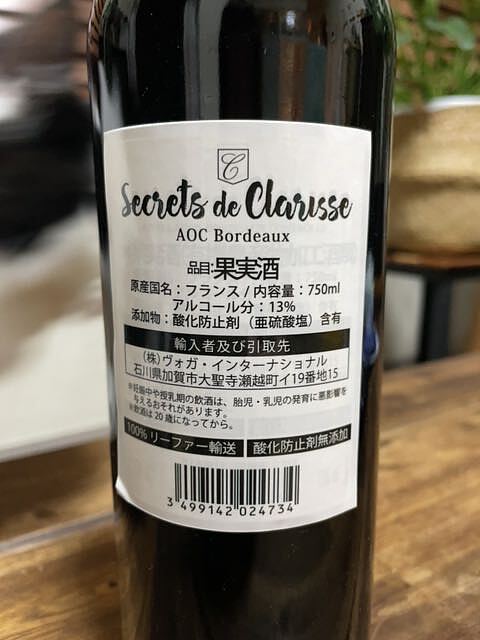 C
Secrets de Clarisse
AOC Bordeaux
品目:果実酒
原産国名：フランス / 内容量：750ml
アルコール分：13%
添加物：酸化防止剤（亜硫酸塩）含有
輸入者及び引取先
(株)ヴォガ・インターナショナル
石川県加賀市大聖寺瀬越町イ19番地15
※妊娠中や授乳期の飲酒は、胎児・乳児の発育に悪影響を
与えるおそれがあります。
※飲酒は20歳になってから。
100% リーファー輸送 酸化防止剤無添加
3 499142 024734